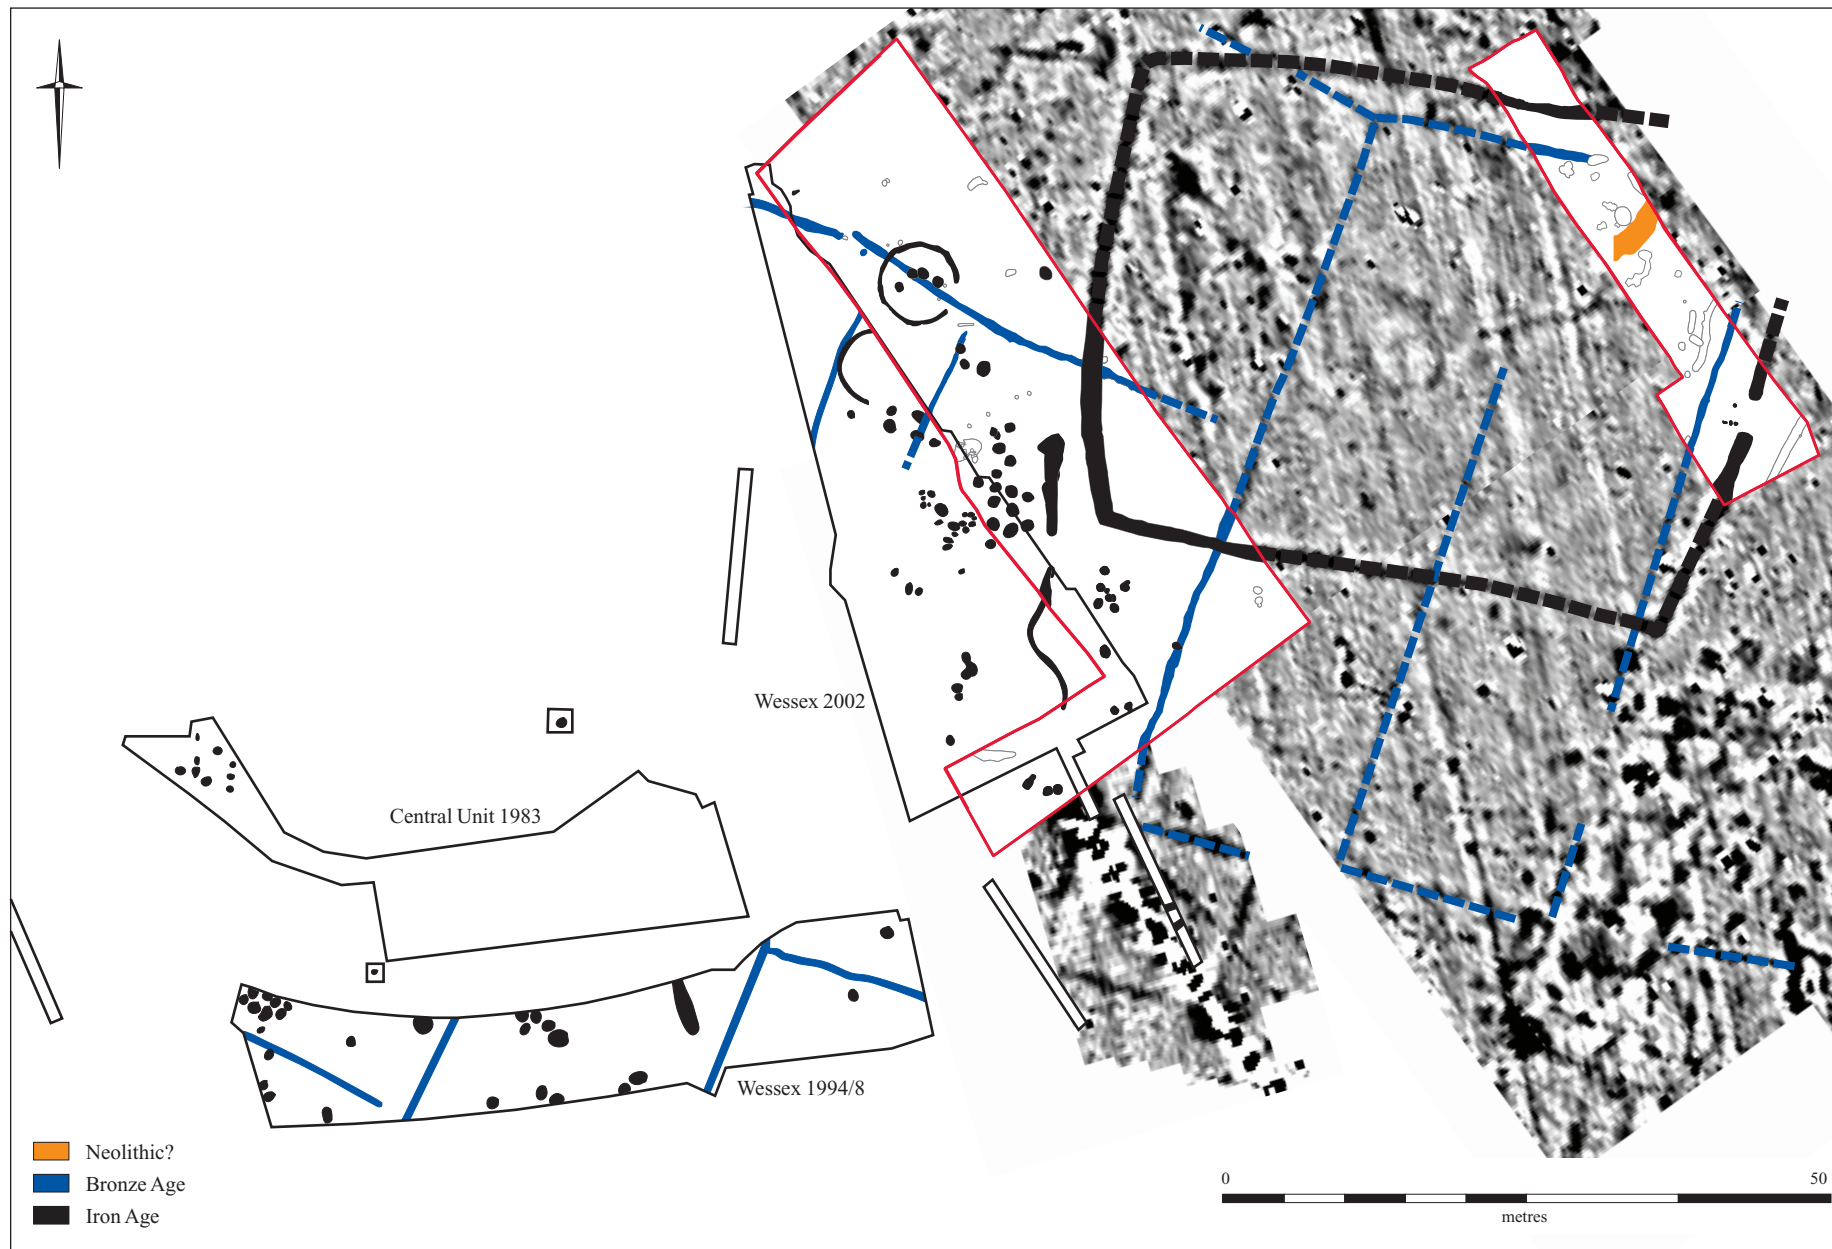 Wessex 2002
Central Unit 1983
Wessex 1994/8
Neolithic?
Bronze Age
Iron Age
0 50
metres